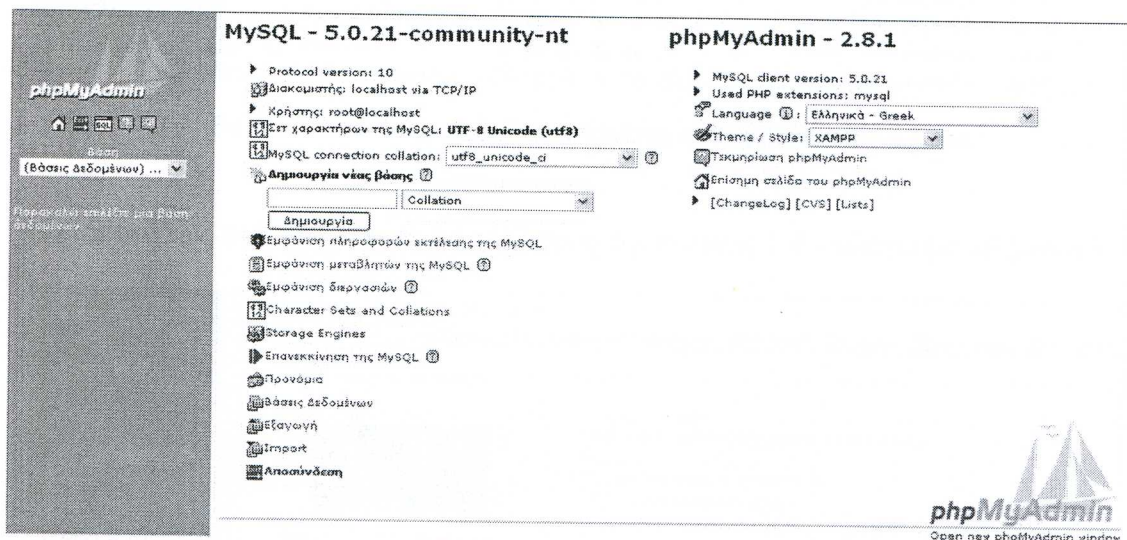 phpMyAdmin
Βάση
(Βάσεις Δεδομένων) ...
Παρακαλώ επιλέξτε μια βάση
δεδομένων
MySQL - 5.0.21-community-nt
Protocol version: 10
Διακομιστής: localhost via TCP/IP
Χρήστης: root@localhost
Σετ χαρακτήρων της MySQL: UTF-8 Unicode (utf8)
MySQL connection collation: utf8_unicode_ci
Δημιουργία νέας βάσης
Collation
Δημιουργία
Εμφάνιση πληροφοριών εκτέλεσης της MySQL
Εμφάνιση μεταβλητών της MySQL
Εμφάνιση διεργασιών
Character Sets and Collations
Storage Engines
Επανεκκίνηση της MySQL
Προνόμια
Βάσεις Δεδομένων
Εξαγωγή
Import
Αποσύνδεση
phpMyAdmin - 2.8.1
MySQL client version: 5.0.21
Used PHP extensions: mysql
Language: Ελληνικά - Greek
Theme / Style: XAMPP
Τεκμηρίωση phpMyAdmin
Επίσημη σελίδα του phpMyAdmin
[ChangeLog] [CVS] [Lists]
phpMyAdmin
Open new phpMyAdmin window